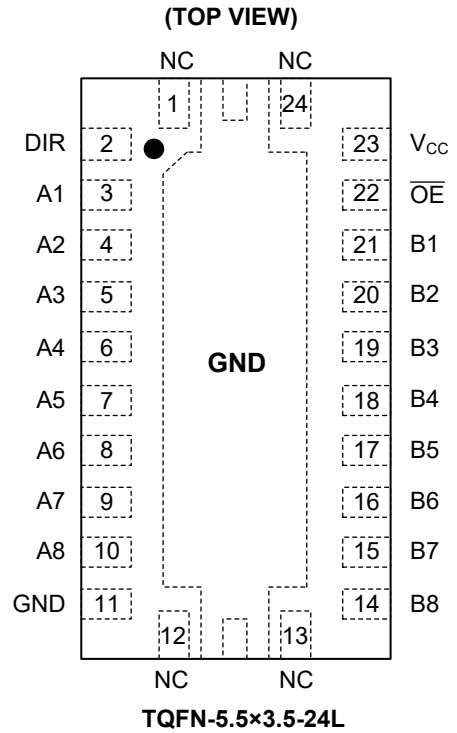 (TOP VIEW)
NC NC
1 24
DIR 2 23 VCC
A1 3 22 O̅E̅
A2 4 21 B1
A3 5 20 B2
A4 6 19 B3
GND
A5 7 18 B4
A6 8 17 B5
A7 9 16 B6
A8 10 15 B7
GND 11 14 B8
12 13
NC NC
TQFN-5.5×3.5-24L